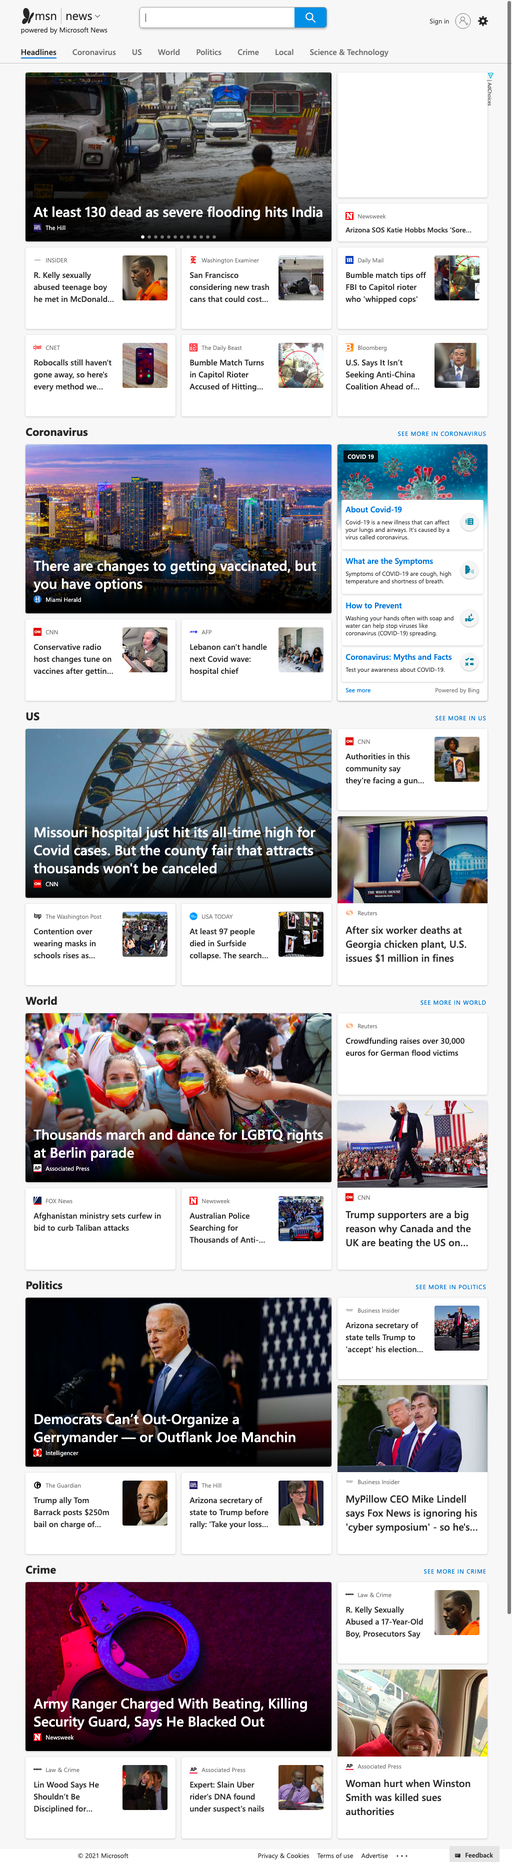 msn | news
powered by Microsoft News
Sign in
Headlines Coronavirus US World Politics Crime Local Science & Technology
At least 130 dead as severe flooding hits India
The Hill
AdChoices
Newsweek
Arizona SOS Katie Hobbs Mocks 'Sore...
INSIDER
R. Kelly sexually
abused teenage boy
he met in McDonald...
Washington Examiner
San Francisco
considering new trash
cans that could cost...
Daily Mail
Bumble match tips off
FBI to Capitol rioter
who 'whipped cops'
CNET
Robocalls still haven't
gone away, so here's
every method we...
The Daily Beast
Bumble Match Turns
in Capitol Rioter
Accused of Hitting...
Bloomberg
U.S. Says It Isn't
Seeking Anti-China
Coalition Ahead of...
Coronavirus
SEE MORE IN CORONAVIRUS
There are changes to getting vaccinated, but
you have options
Miami Herald
COVID 19
About Covid-19
Covid-19 is a new illness that can affect
your lungs and airways. It's caused by a
virus called coronavirus.
What are the Symptoms
Symptoms of COVID-19 are cough, high
temperature and shortness of breath.
How to Prevent
Washing your hands often with soap and
water can help stop viruses like
coronavirus (COVID-19) spreading.
Coronavirus: Myths and Facts
Test your awareness about COVID-19.
See more
Powered by Bing
CNN
Conservative radio
host changes tune on
vaccines after gettin...
AFP
Lebanon can't handle
next Covid wave:
hospital chief
US
SEE MORE IN US
Missouri hospital just hit its all-time high for
Covid cases. But the county fair that attracts
thousands won't be canceled
CNN
CNN
Authorities in this
community say
they're facing a gun...
THE WHITE HOUSE
Reuters
After six worker deaths at
Georgia chicken plant, U.S.
issues $1 million in fines
The Washington Post
Contention over
wearing masks in
schools rises as...
USA TODAY
At least 97 people
died in Surfside
collapse. The search...
World
SEE MORE IN WORLD
Thousands march and dance for LGBTQ rights
at Berlin parade
Associated Press
Reuters
Crowdfunding raises over 30,000
euros for German flood victims
CNN
Trump supporters are a big
reason why Canada and the
UK are beating the US on...
FOX News
Afghanistan ministry sets curfew in
bid to curb Taliban attacks
Newsweek
Australian Police
Searching for
Thousands of Anti-...
Politics
SEE MORE IN POLITICS
Democrats Can't Out-Organize a
Gerrymander — or Outflank Joe Manchin
Intelligencer
Business Insider
Arizona secretary of
state tells Trump to
'accept' his election...
Business Insider
MyPillow CEO Mike Lindell
says Fox News is ignoring his
'cyber symposium' - so he's...
The Guardian
Trump ally Tom
Barrack posts $250m
bail on charge of...
The Hill
Arizona secretary of
state to Trump before
rally: 'Take your loss...
Crime
SEE MORE IN CRIME
Army Ranger Charged With Beating, Killing
Security Guard, Says He Blacked Out
Newsweek
Law & Crime
R. Kelly Sexually
Abused a 17-Year-Old
Boy, Prosecutors Say
Associated Press
Woman hurt when Winston
Smith was killed sues
authorities
Law & Crime
Lin Wood Says He
Shouldn't Be
Disciplined for...
Associated Press
Expert: Slain Uber
rider's DNA found
under suspect's nails
© 2021 Microsoft
Privacy & Cookies Terms of use Advertise ...
Feedback